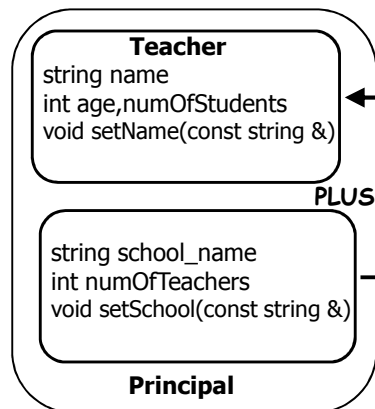 Teacher
string name
int age,numOfStudents
void setName(const string &)
PLUS
string school_name
int numOfTeachers
void setSchool(const string &)
Principal